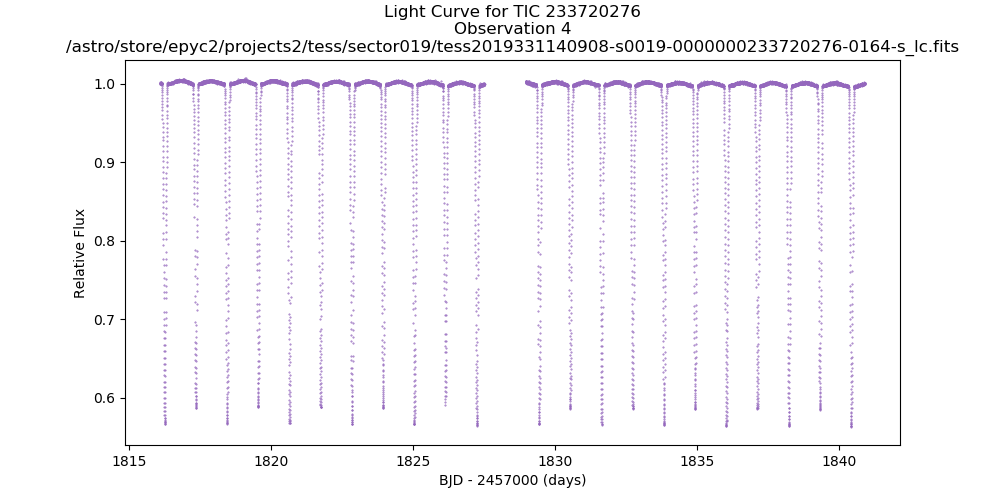 Light Curve for TIC 233720276
Observation 4
/astro/store/epyc2/projects2/tess/sector019/tess2019331140908-s0019-0000000233720276-0164-s_lc.fits
1.0
0.9
0.8
0.7
0.6
Relative Flux
1815
1820
1825
1830
1835
1840
BJD - 2457000 (days)